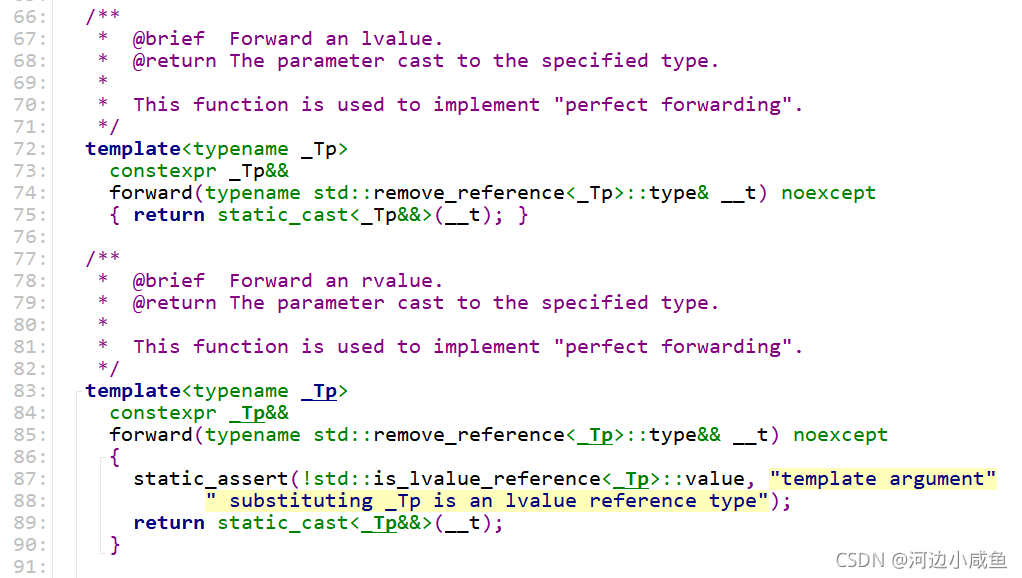 66:   /**
67:    *  @brief  Forward an lvalue.
68:    *  @return The parameter cast to the specified type.
69:    *
70:    *  This function is used to implement "perfect forwarding".
71:    */
72:   template<typename _Tp>
73:     constexpr _Tp&&
74:     forward(typename std::remove_reference<_Tp>::type& __t) noexcept
75:     { return static_cast<_Tp&&>(__t); }
76:
77:   /**
78:    *  @brief  Forward an rvalue.
79:    *  @return The parameter cast to the specified type.
80:    *
81:    *  This function is used to implement "perfect forwarding".
82:    */
83:   template<typename _Tp>
84:     constexpr _Tp&&
85:     forward(typename std::remove_reference<_Tp>::type&& __t) noexcept
86:     {
87:       static_assert(!std::is_lvalue_reference<_Tp>::value, "template argument"
88:             " substituting _Tp is an lvalue reference type");
89:       return static_cast<_Tp&&>(__t);
90:     }
91:
CSDN @河边小咸鱼